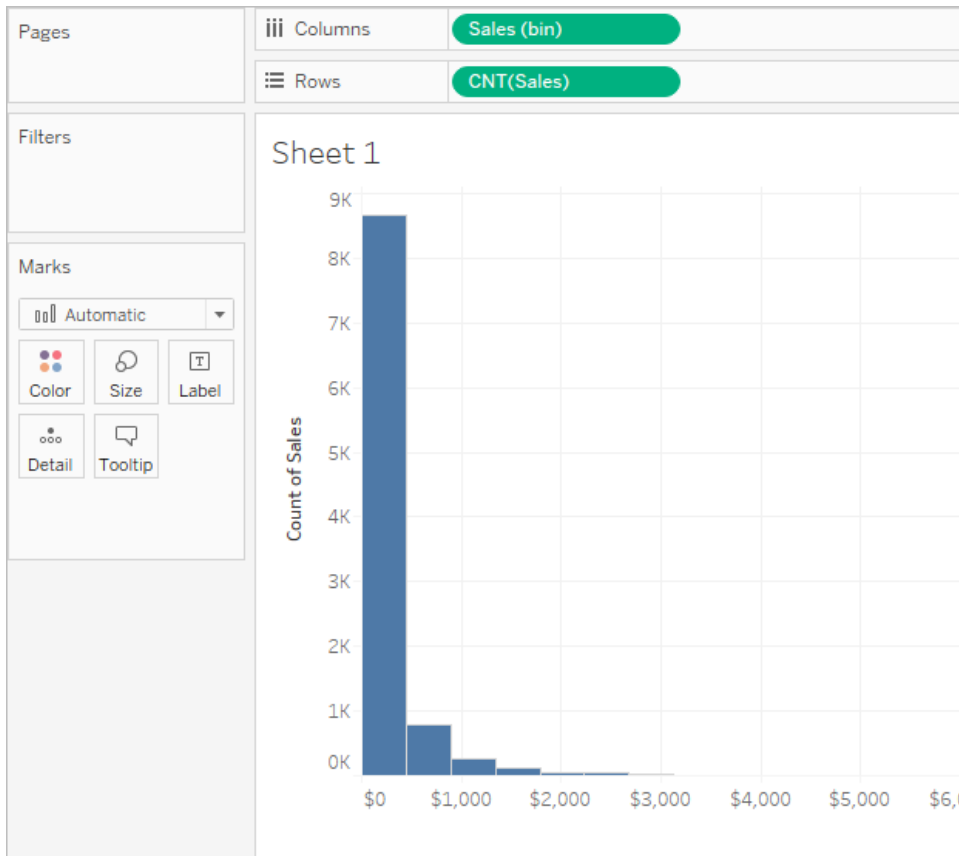 Pages
Columns
Sales (bin)
Rows
CNT(Sales)
Filters
Marks
Automatic
Color
Size
T
Label
Detail
Tooltip
Sheet 1
Count of Sales
9K
8K
7K
6K
5K
4K
3K
2K
1K
0K
$0 $1,000 $2,000 $3,000 $4,000 $5,000 $6,